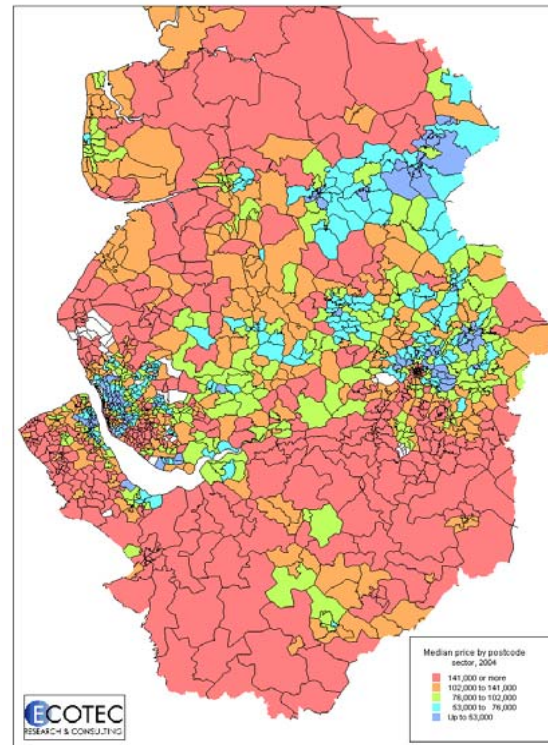 Median price by postcode
sector, 2004
141,000 or more
102,000 to 141,000
76,000 to 102,000
53,000 to 76,000
Up to 53,000
ECOTEC
RESEARCH & CONSULTING